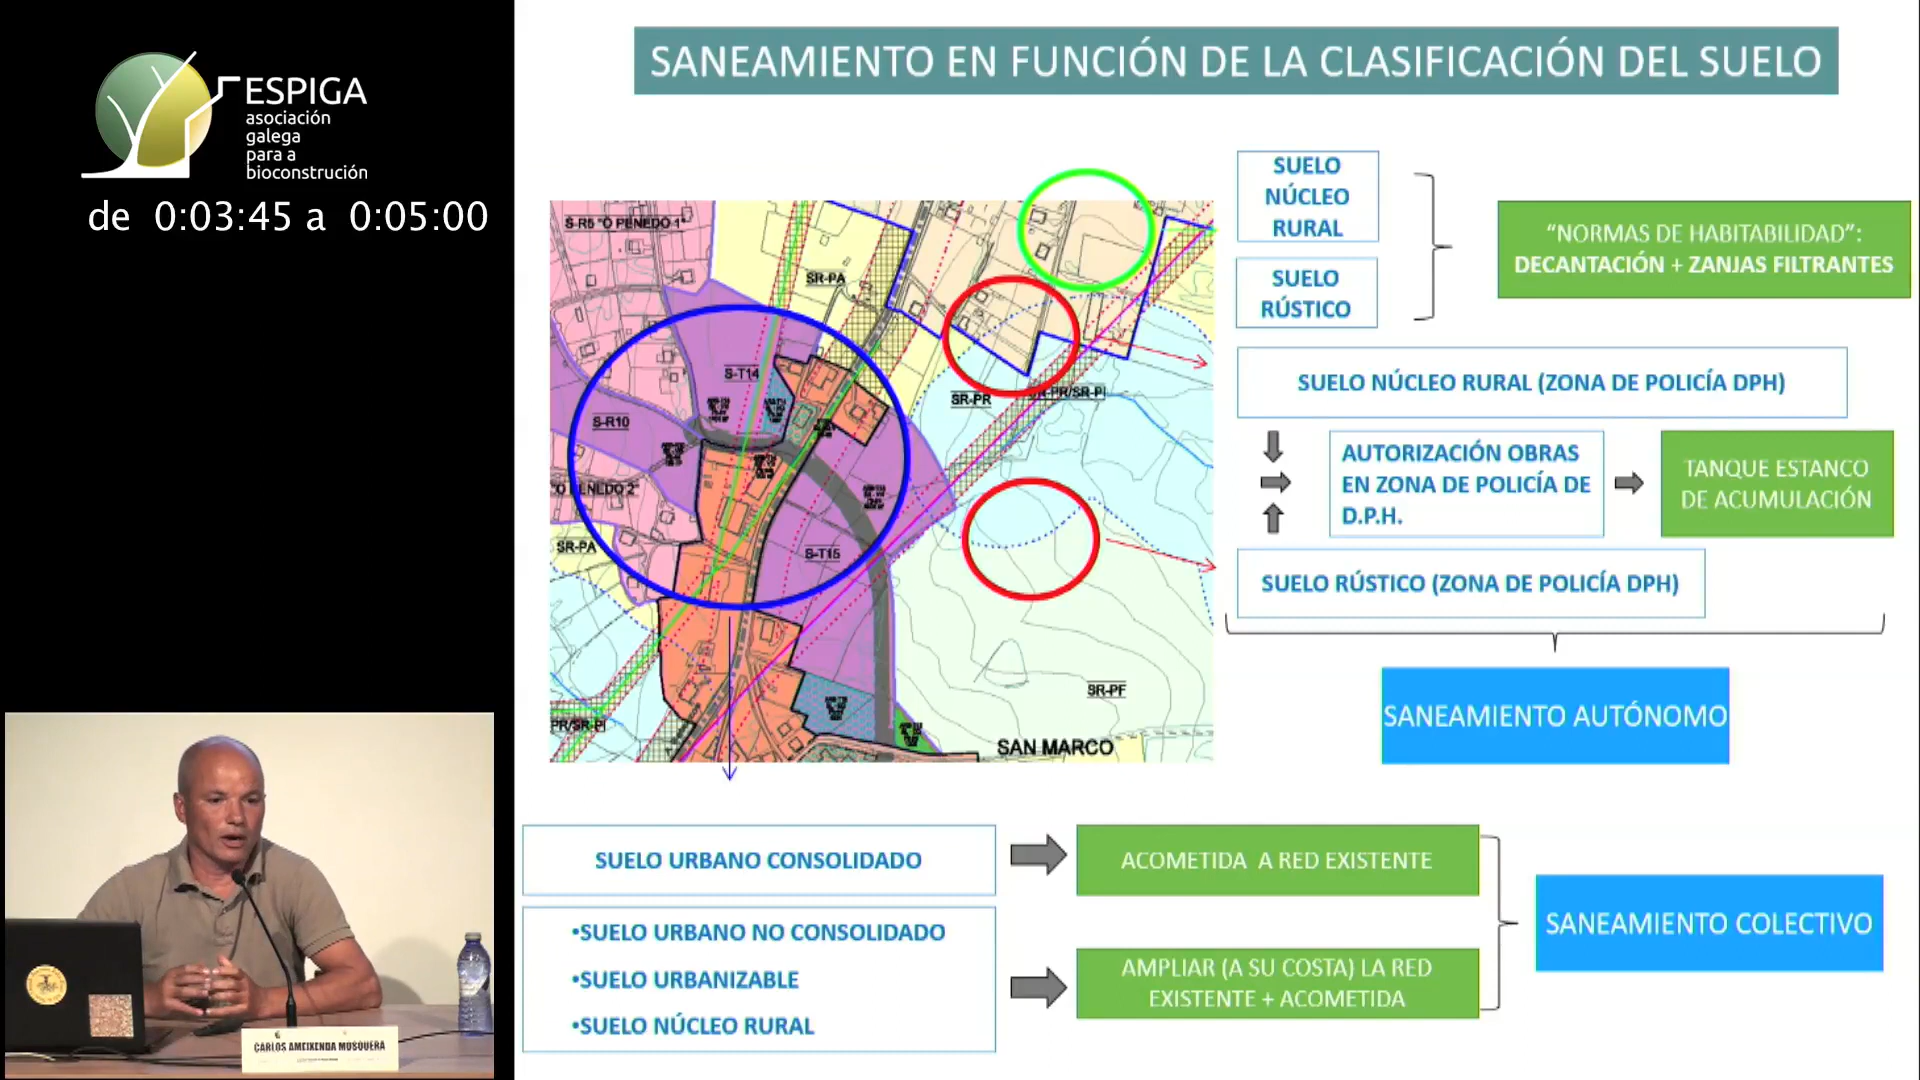 ESPIGA
asociación
galega
para a
bioconstrución
de 0:03:45 a 0:05:00
SANEAMIENTO EN FUNCIÓN DE LA CLASIFICACIÓN DEL SUELO
S-R5 "O PENEDO 1"
SR-PA
S-T14
S-R10
"O PENEDO 2"
SR-PA
S-T15
SR-PR
SR-PR/SR-PI
PR/SR-PI
SR-PF
SAN MARCO
SUELO
NÚCLEO
RURAL
SUELO
RÚSTICO
“NORMAS DE HABITABILIDAD”:
DECANTACIÓN + ZANJAS FILTRANTES
SUELO NÚCLEO RURAL (ZONA DE POLICÍA DPH)
AUTORIZACIÓN OBRAS
EN ZONA DE POLICÍA DE
D.P.H.
TANQUE ESTANCO
DE ACUMULACIÓN
SUELO RÚSTICO (ZONA DE POLICÍA DPH)
SANEAMIENTO AUTÓNOMO
SUELO URBANO CONSOLIDADO
ACOMETIDA A RED EXISTENTE
•SUELO URBANO NO CONSOLIDADO
•SUELO URBANIZABLE
•SUELO NÚCLEO RURAL
AMPLIAR (A SU COSTA) LA RED
EXISTENTE + ACOMETIDA
SANEAMIENTO COLECTIVO
CARLOS AMEIXENDA MOSQUERA